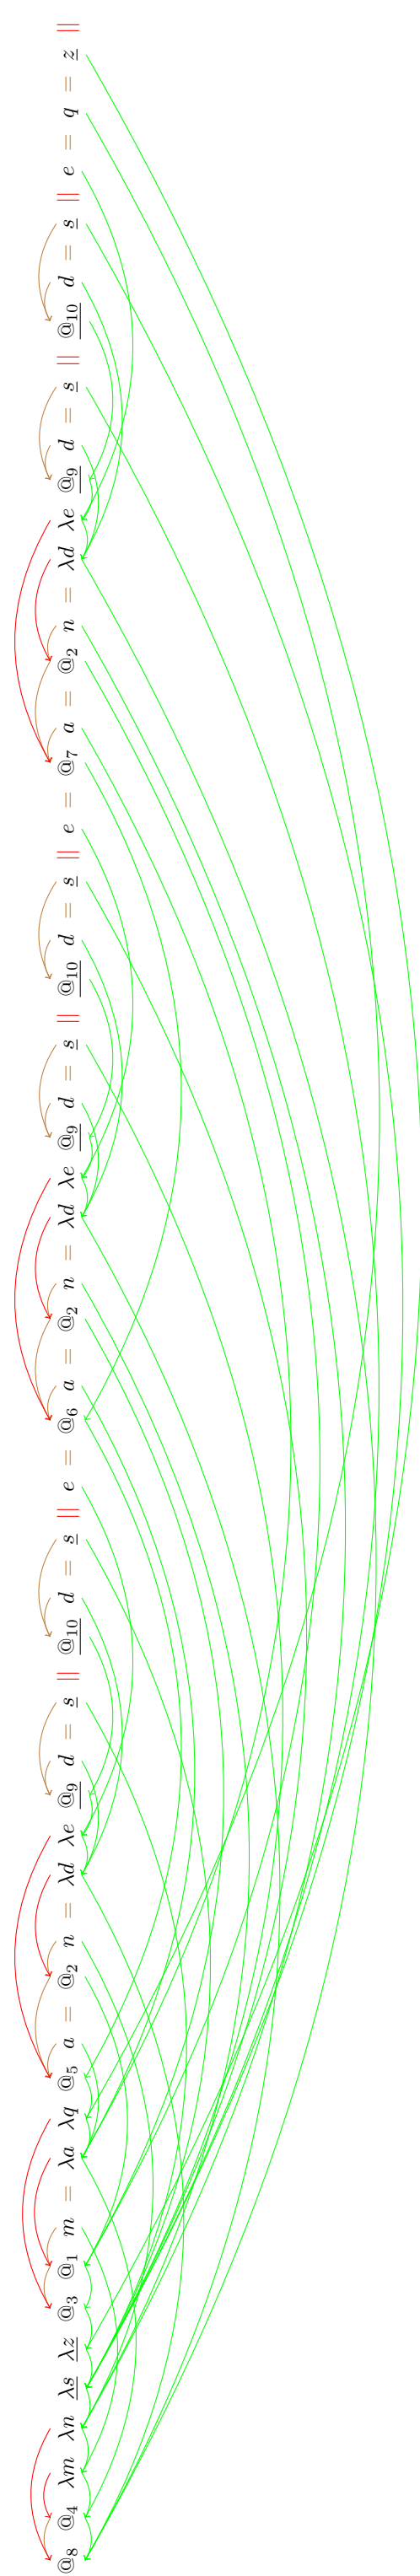 @₈ @₄ λm λn λs λz @₃ @₁ m = λa λq @₅ a = @₂ n = λd λe @₉ d = s || @₁₀ d = s || e = @₆ a = @₂ n = λd λe @₉ d = s || @₁₀ d = s || e = @₇ a = @₂ n = λd λe @₉ d = s || @₁₀ d = s || e = q = z ||